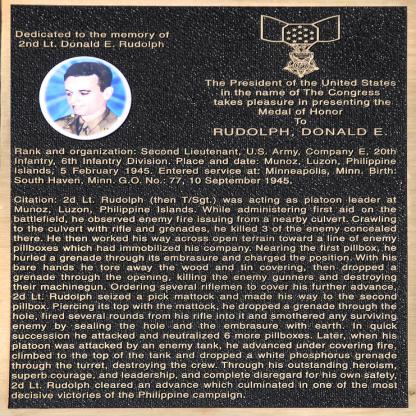 Dedicated to the memory of
2nd Lt. Donald E. Rudolph
The President of the United States
in the name of The Congress
takes pleasure in presenting the
Medal of Honor
To
RUDOLPH, DONALD E.
Rank and organization: Second Lieutenant, U.S. Army, Company E, 20th
Infantry, 6th Infantry Division. Place and date: Munoz, Luzon, Philippine
Islands, 5 February 1945. Entered service at: Minneapolis, Minn. Birth:
South Haven, Minn. G.O. No.: 77, 10 September 1945.
Citation: 2d Lt. Rudolph (then T/Sgt.) was acting as platoon leader at
Munoz, Luzon, Philippine Islands. While administering first aid on the
battlefield, he observed enemy fire issuing from a nearby culvert. Crawling
to the culvert with rifle and grenades, he killed 3 of the enemy concealed
there. He then worked his way across open terrain toward a line of enemy
pillboxes which had immobilized his company. Nearing the first pillbox, he
hurled a grenade through its embrasure and charged the position. With his
bare hands he tore away the wood and tin covering, then dropped a
grenade through the opening, killing the enemy gunners and destroying
their machinegun. Ordering several riflemen to cover his further advance,
2d Lt. Rudolph seized a pick mattock and made his way to the second
pillbox. Piercing its top with the mattock, he dropped a grenade through the
hole, fired several rounds from his rifle into it and smothered any surviving
enemy by sealing the hole and the embrasure with earth. In quick
succession he attacked and neutralized 6 more pillboxes. Later, when his
platoon was attacked by an enemy tank, he advanced under covering fire,
climbed to the top of the tank and dropped a white phosphorus grenade
through the turret, destroying the crew. Through his outstanding heroism,
superb courage, and leadership, and complete disregard for his own safety,
2d Lt. Rudolph cleared an advance which culminated in one of the most
decisive victories of the Philippine campaign.